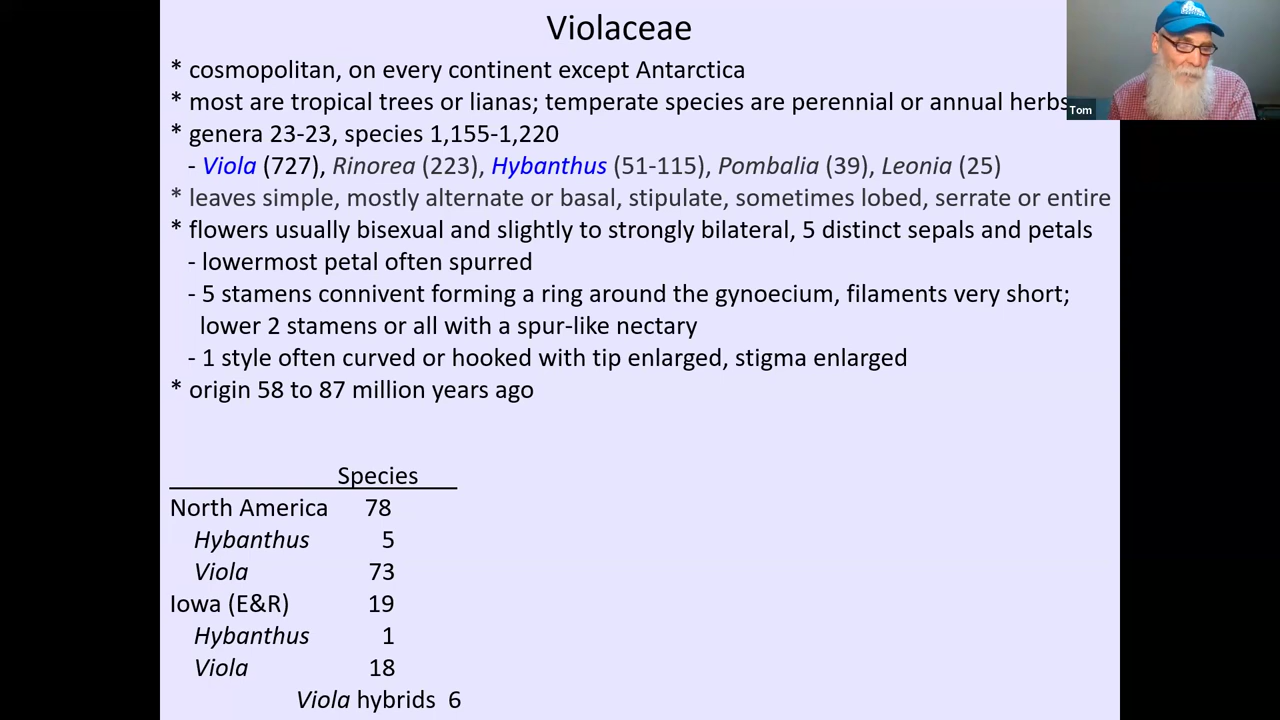 Violaceae
* cosmopolitan, on every continent except Antarctica
* most are tropical trees or lianas; temperate species are perennial or annual herbs
Tom
* genera 23-23, species 1,155-1,220
- Viola (727), Rinorea (223), Hybanthus (51-115), Pombalia (39), Leonia (25)
* leaves simple, mostly alternate or basal, stipulate, sometimes lobed, serrate or entire
* flowers usually bisexual and slightly to strongly bilateral, 5 distinct sepals and petals
- lowermost petal often spurred
- 5 stamens connivent forming a ring around the gynoecium, filaments very short;
lower 2 stamens or all with a spur-like nectary
- 1 style often curved or hooked with tip enlarged, stigma enlarged
* origin 58 to 87 million years ago
Species
North America 78
Hybanthus 5
Viola 73
Iowa (E&R) 19
Hybanthus 1
Viola 18
Viola hybrids 6